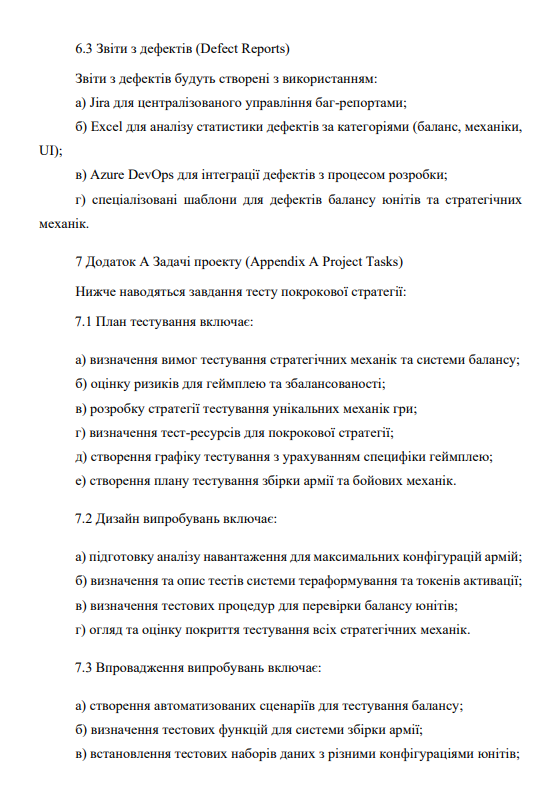 6.3 Звіти з дефектів (Defect Reports)
Звіти з дефектів будуть створені з використанням:
а) Jira для централізованого управління баг-репортами;
б) Excel для аналізу статистики дефектів за категоріями (баланс, механіки,
UI);
в) Azure DevOps для інтеграції дефектів з процесом розробки;
г) спеціалізовані шаблони для дефектів балансу юнітів та стратегічних
механік.
7 Додаток А Задачі проекту (Appendix A Project Tasks)
Нижче наводяться завдання тесту покрокової стратегії:
7.1 План тестування включає:
а) визначення вимог тестування стратегічних механік та системи балансу;
б) оцінку ризиків для геймплею та збалансованості;
в) розробку стратегії тестування унікальних механік гри;
г) визначення тест-ресурсів для покрокової стратегії;
д) створення графіку тестування з урахуванням специфіки геймплею;
е) створення плану тестування збірки армії та бойових механік.
7.2 Дизайн випробувань включає:
а) підготовку аналізу навантаження для максимальних конфігурацій армій;
б) визначення та опис тестів системи тераформування та токенів активації;
в) визначення тестових процедур для перевірки балансу юнітів;
г) огляд та оцінку покриття тестування всіх стратегічних механік.
7.3 Впровадження випробувань включає:
а) створення автоматизованих сценаріїв для тестування балансу;
б) визначення тестових функцій для системи збірки армії;
в) встановлення тестових наборів даних з різними конфігураціями юнітів;